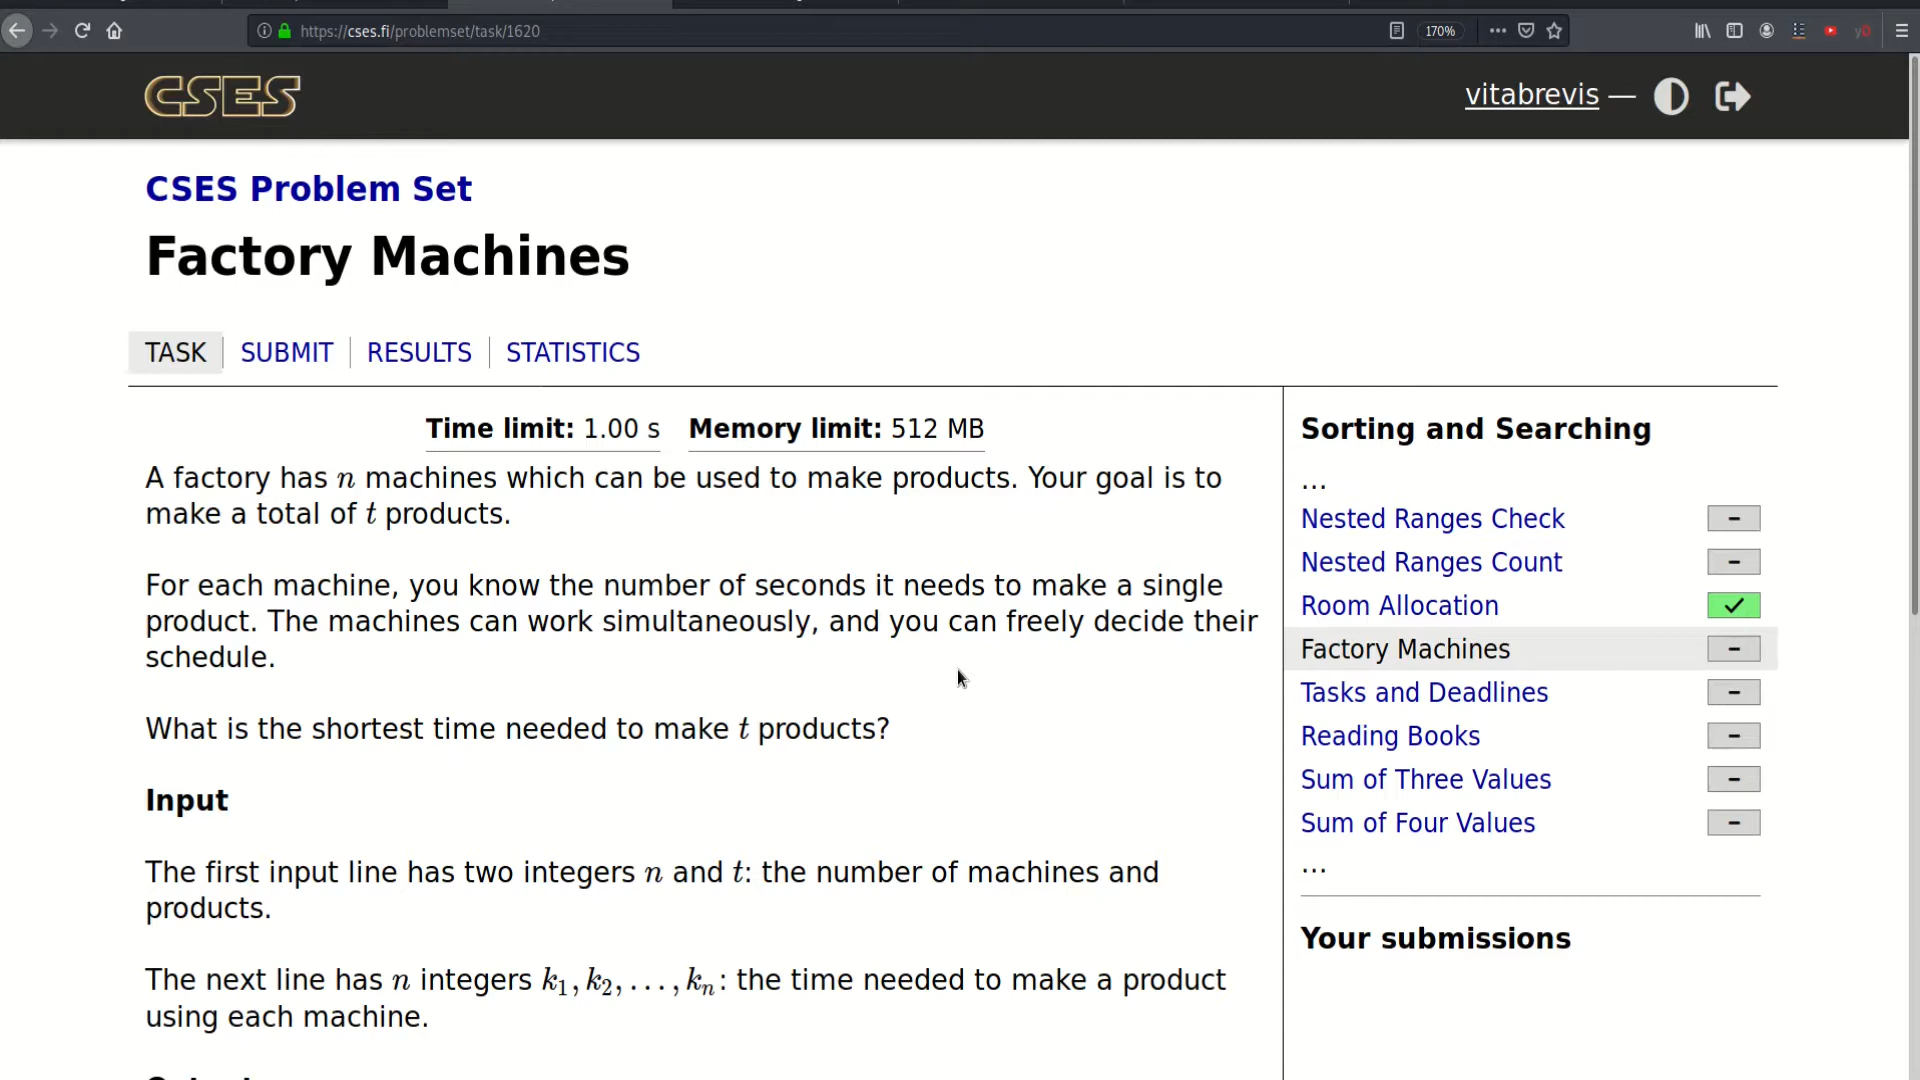 https://cses.fi/problemset/task/1620
170%
CSES
vitabrevis —
CSES Problem Set
Factory Machines
TASK | SUBMIT | RESULTS | STATISTICS
Time limit: 1.00 s Memory limit: 512 MB
A factory has n machines which can be used to make products. Your goal is to
make a total of t products.
For each machine, you know the number of seconds it needs to make a single
product. The machines can work simultaneously, and you can freely decide their
schedule.
What is the shortest time needed to make t products?
Input
The first input line has two integers n and t: the number of machines and
products.
The next line has n integers k₁, k₂, …, kₙ: the time needed to make a product
using each machine.
Sorting and Searching
...
Nested Ranges Check –
Nested Ranges Count –
Room Allocation ✓
Factory Machines –
Tasks and Deadlines –
Reading Books –
Sum of Three Values –
Sum of Four Values –
...
Your submissions